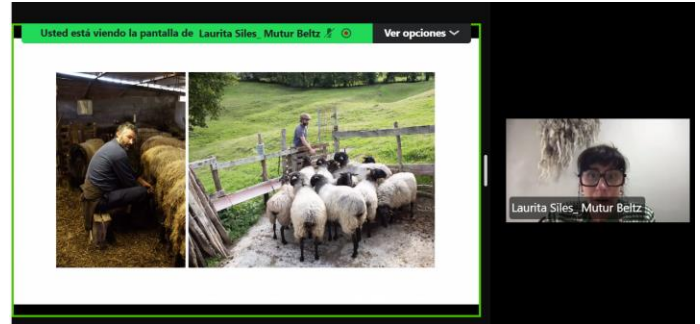 Usted está viendo la pantalla de Laurita Siles_ Mutur Beltz
Ver opciones
Laurita Siles_ Mutur Beltz